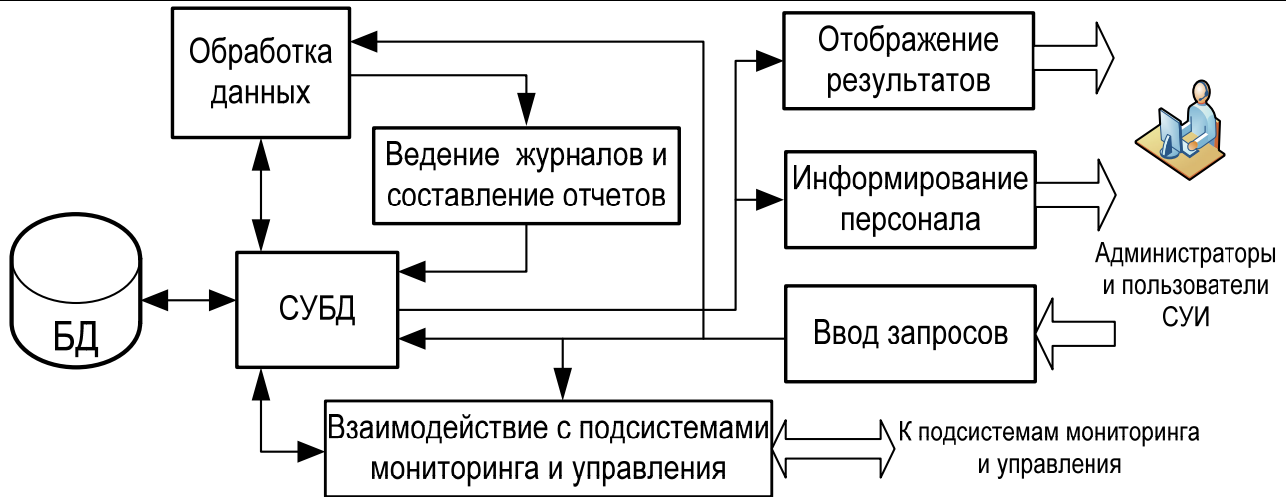 Обработка
данных
Отображение
результатов
Ведение журналов и
составление отчетов
Информирование
персонала
Администраторы
и пользователи
СУИ
БД
СУБД
Ввод запросов
Взаимодействие с подсистемами
мониторинга и управления
К подсистемам мониторинга
и управления